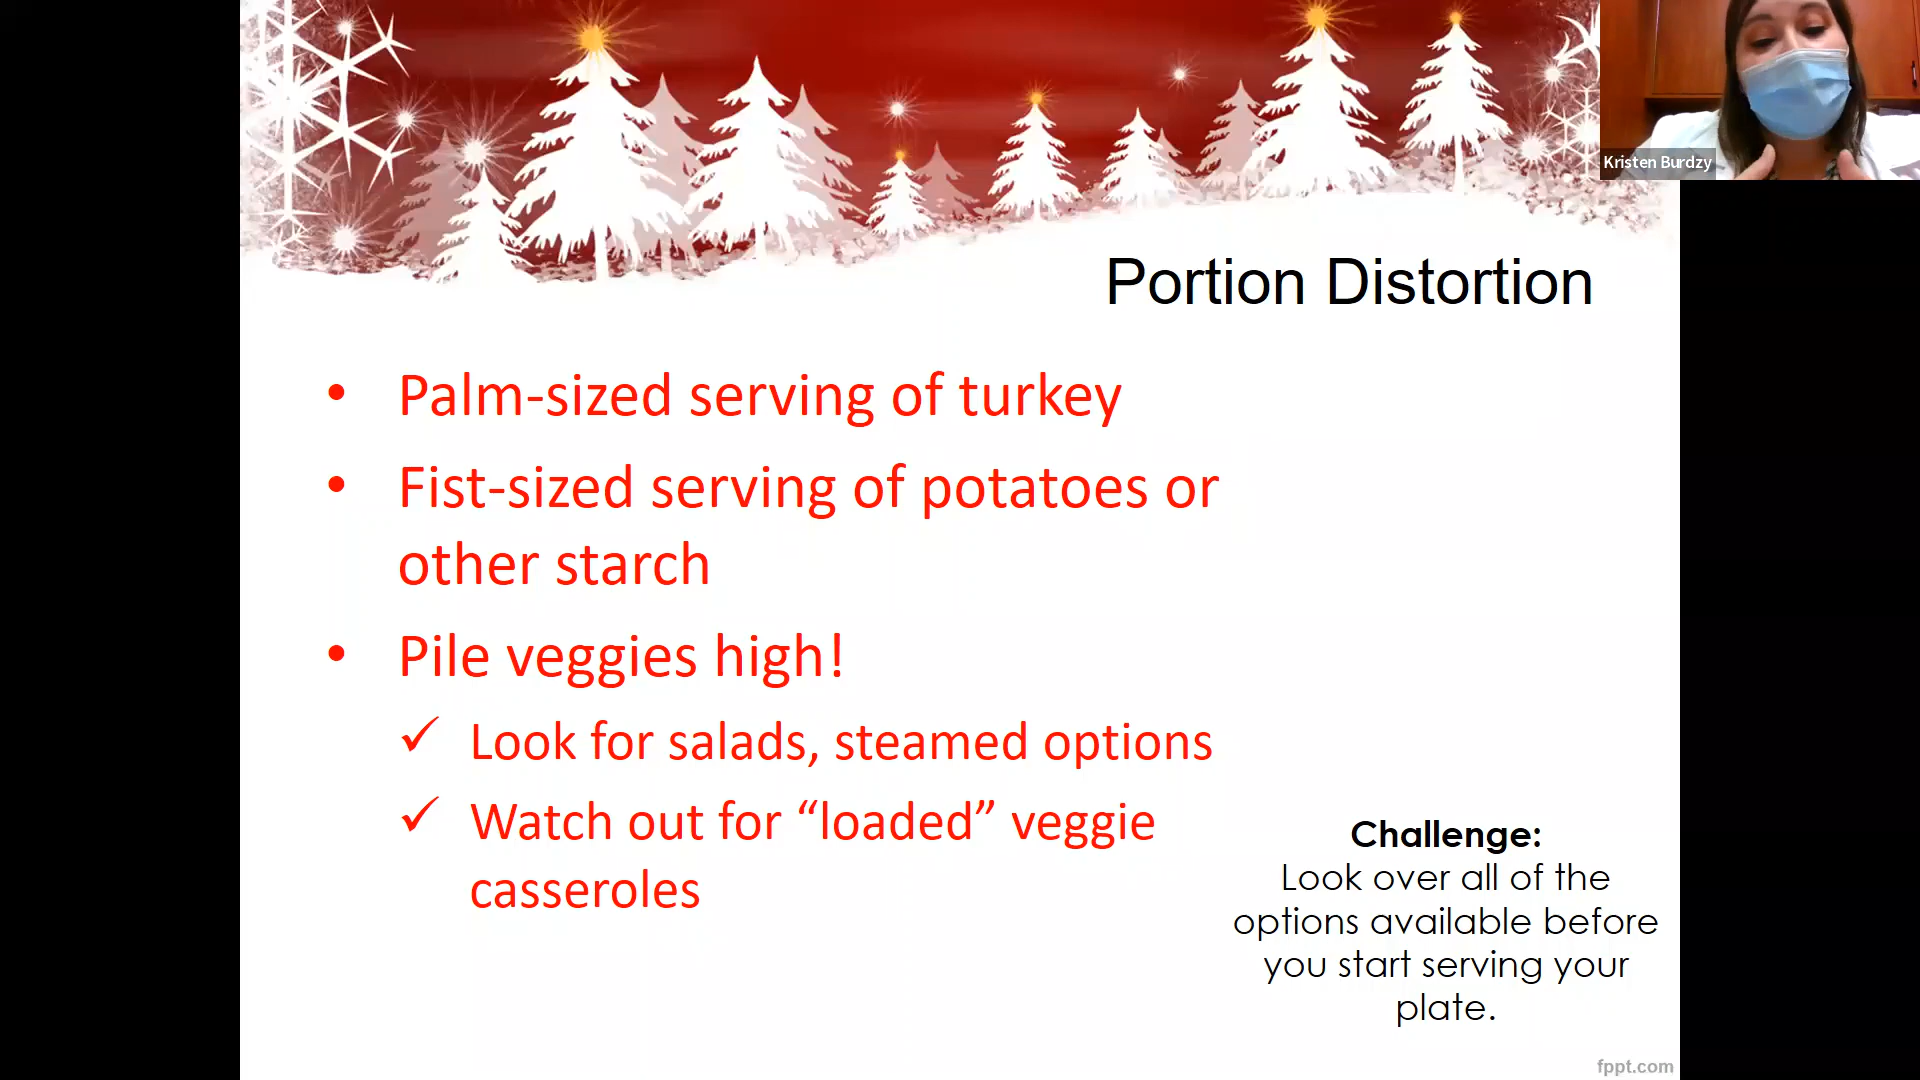 Kristen Burdzy
Portion Distortion
• Palm-sized serving of turkey
• Fist-sized serving of potatoes or
other starch
• Pile veggies high!
✓ Look for salads, steamed options
✓ Watch out for “loaded” veggie
casseroles
Challenge:
Look over all of the
options available before
you start serving your
plate.
fppt.com